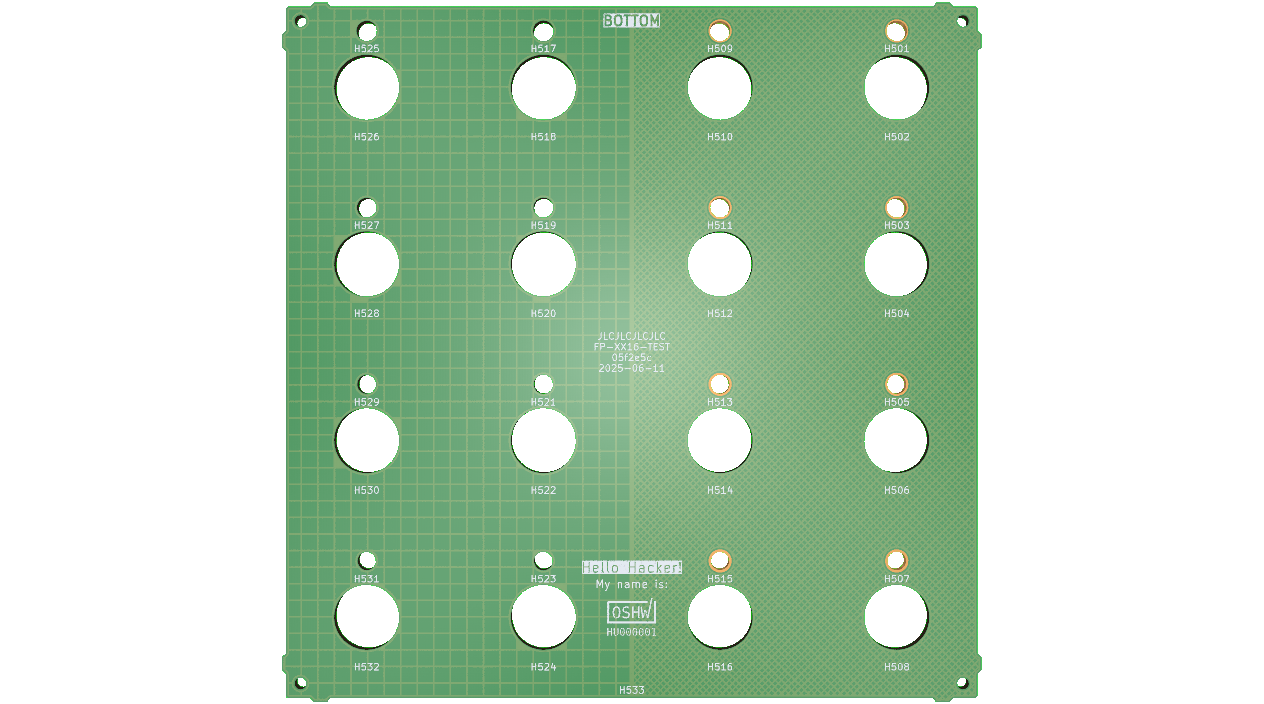 BOTTOM
H525 H517 H509 H501
H526 H518 H510 H502
H527 H519 H511 H503
H528 H520 H512 H504
JLCJLCJLCJLC
FP-XX16-TEST
05f2e5c
2025-06-11
H529 H521 H513 H505
H530 H522 H514 H506
Hello Hacker!
H531 H523 H515 H507
My name is:
OSHW
HU000001
H532 H524 H516 H508
H533